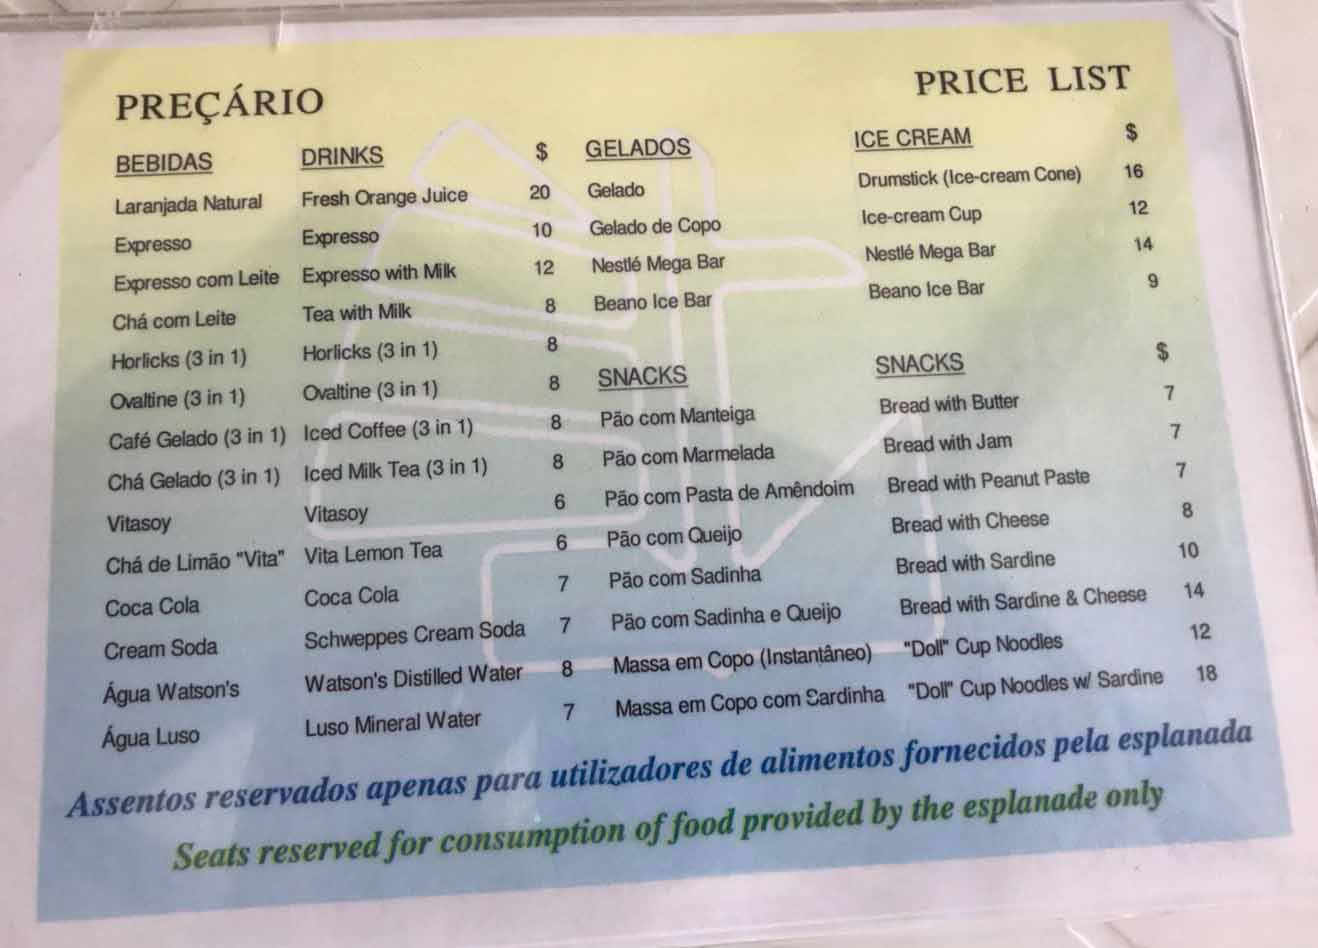 PREÇÁRIO
PRICE LIST
BEBIDAS DRINKS $
Laranjada Natural Fresh Orange Juice 20
Expresso Expresso 10
Expresso com Leite Expresso with Milk 12
Chá com Leite Tea with Milk 8
Horlicks (3 in 1) Horlicks (3 in 1) 8
Ovaltine (3 in 1) Ovaltine (3 in 1) 8
Café Gelado (3 in 1) Iced Coffee (3 in 1) 8
Chá Gelado (3 in 1) Iced Milk Tea (3 in 1) 8
Vitasoy Vitasoy 6
Chá de Limão "Vita" Vita Lemon Tea 6
Coca Cola Coca Cola 7
Cream Soda Schweppes Cream Soda 7
Água Watson's Watson's Distilled Water 8
Água Luso Luso Mineral Water 7
GELADOS ICE CREAM $
Gelado Drumstick (Ice-cream Cone) 16
Gelado de Copo Ice-cream Cup 12
Nestlé Mega Bar Nestlé Mega Bar 14
Beano Ice Bar Beano Ice Bar 9
SNACKS SNACKS $
Pão com Manteiga Bread with Butter 7
Pão com Marmelada Bread with Jam 7
Pão com Pasta de Amêndoim Bread with Peanut Paste 7
Pão com Queijo Bread with Cheese 8
Pão com Sadinha Bread with Sardine 10
Pão com Sadinha e Queijo Bread with Sardine & Cheese 14
Massa em Copo (Instantâneo) "Doll" Cup Noodles 12
Massa em Copo com Sardinha "Doll" Cup Noodles w/ Sardine 18
Assentos reservados apenas para utilizadores de alimentos fornecidos pela esplanada
Seats reserved for consumption of food provided by the esplanade only